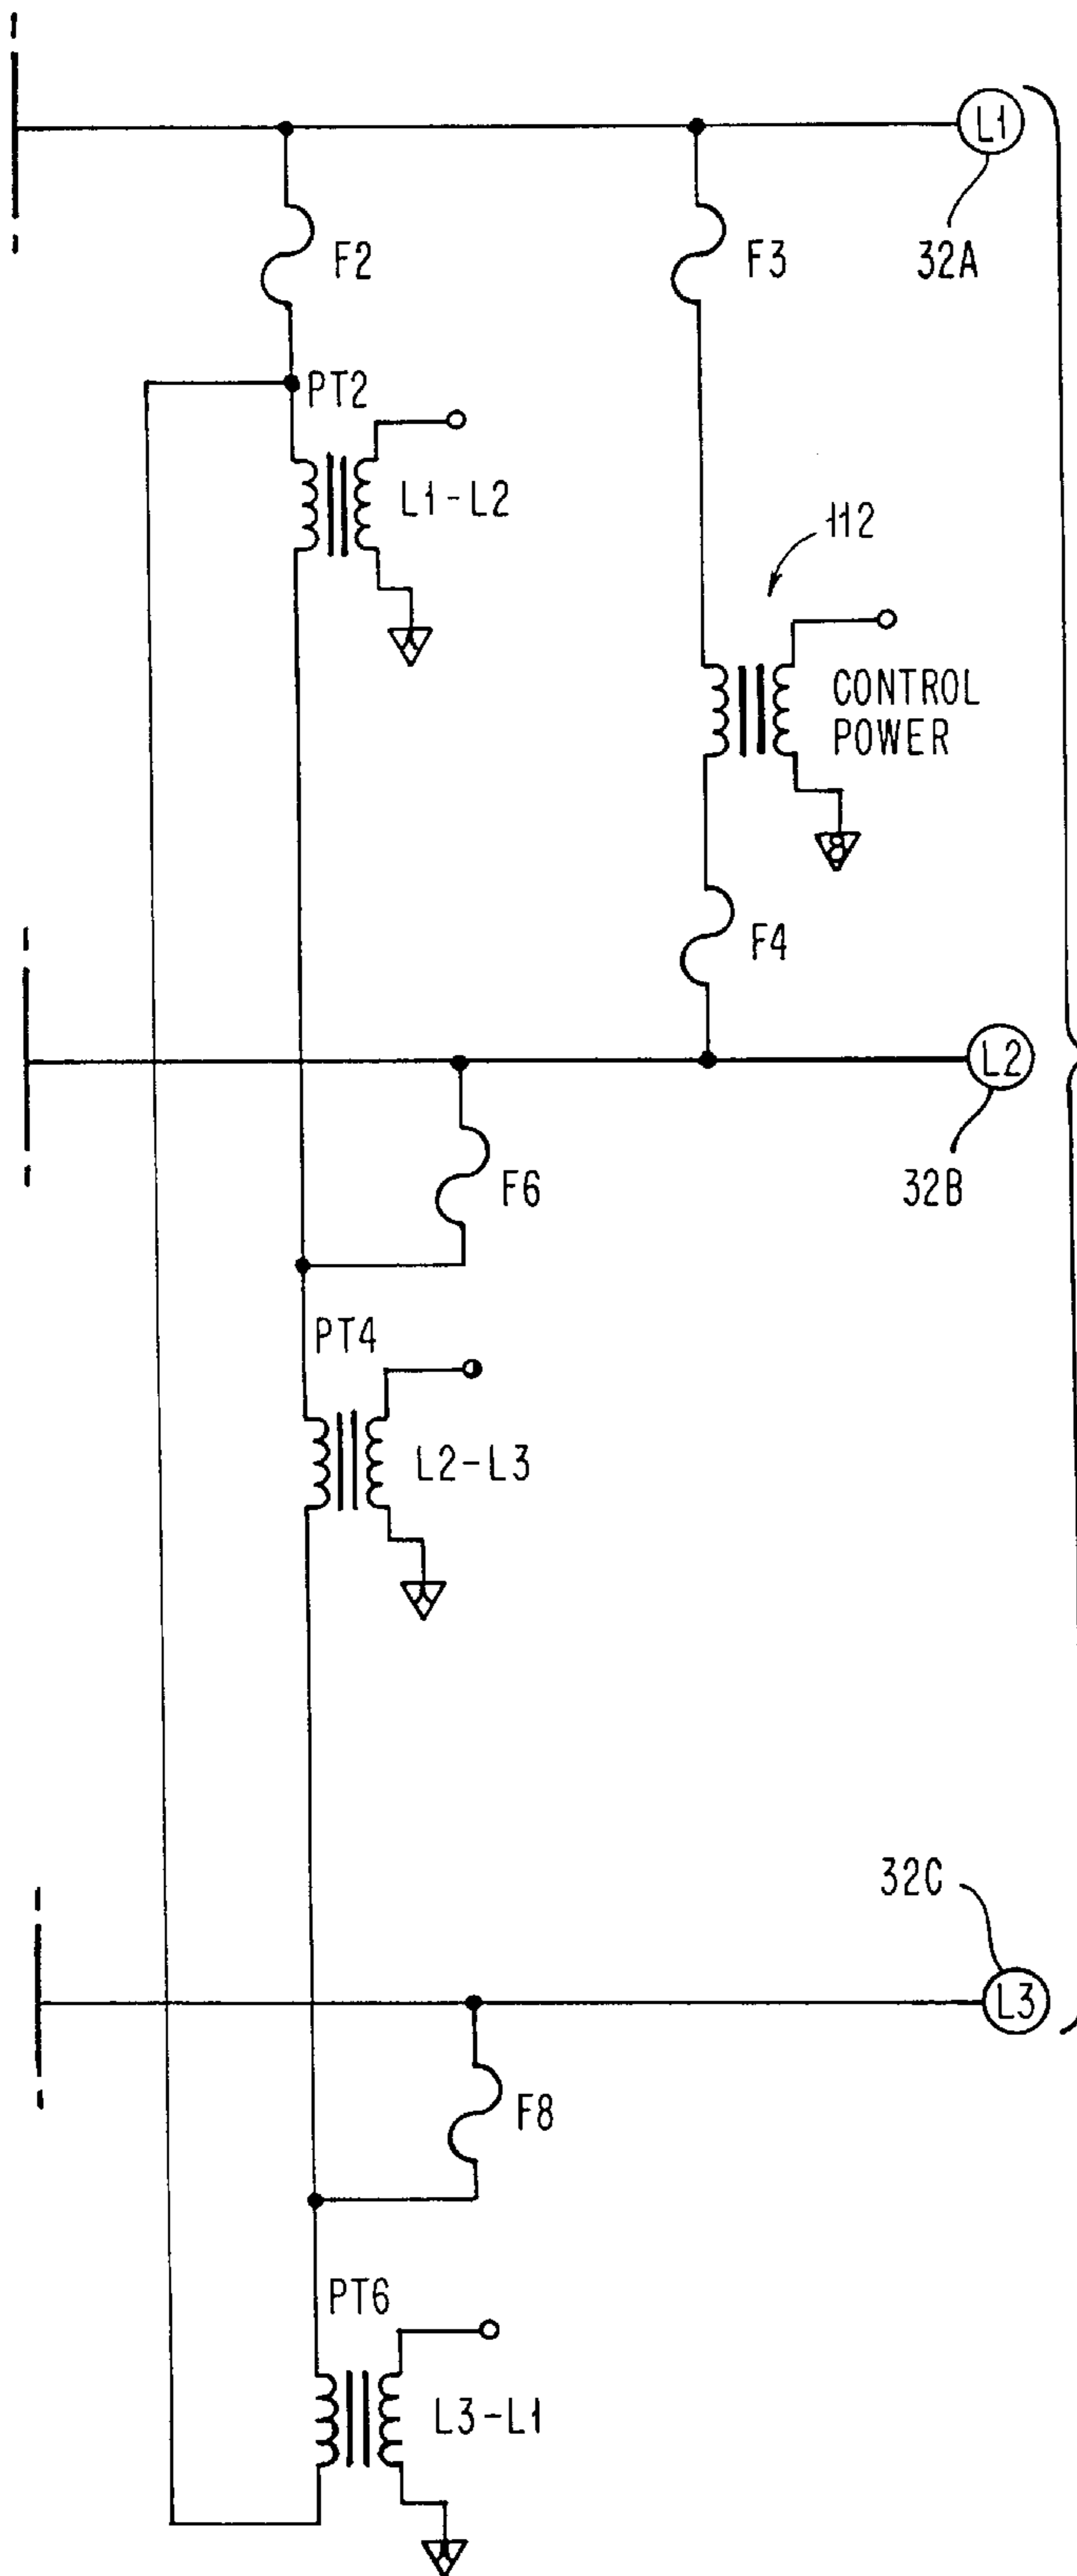 L1
32A
F2
F3
PT2
L1-L2
112
CONTROL
POWER
F4
L2
32B
F6
PT4
L2-L3
32C
L3
F8
PT6
L3-L1